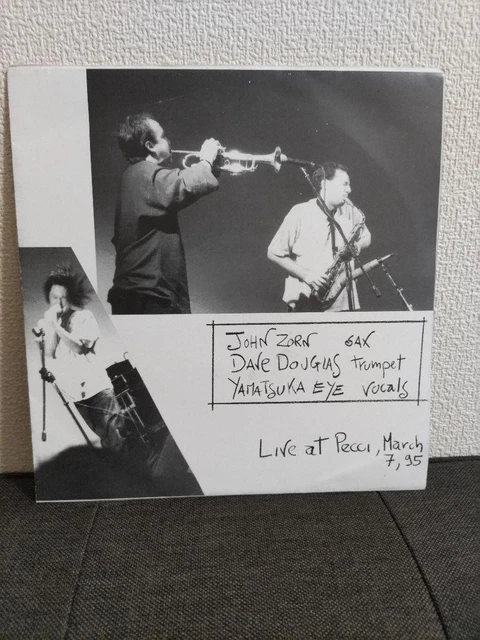 JOHN ZORN SAX
DAVE DOUGLAS trumpet
YAMATSUKA EYE vocals
Live at Pecci, March
7, 95